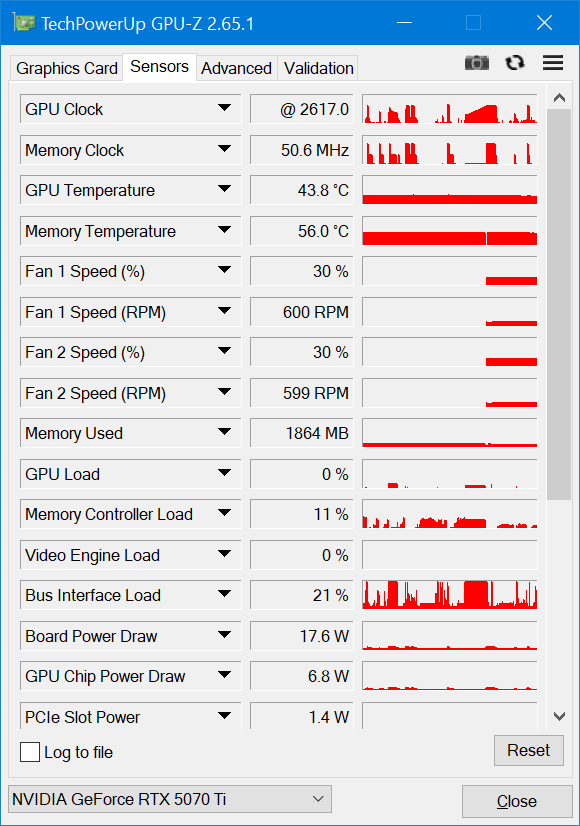 TechPowerUp GPU-Z 2.65.1
Graphics Card Sensors Advanced Validation
GPU Clock @ 2617.0
Memory Clock 50.6 MHz
GPU Temperature 43.8 °C
Memory Temperature 56.0 °C
Fan 1 Speed (%) 30 %
Fan 1 Speed (RPM) 600 RPM
Fan 2 Speed (%) 30 %
Fan 2 Speed (RPM) 599 RPM
Memory Used 1864 MB
GPU Load 0 %
Memory Controller Load 11 %
Video Engine Load 0 %
Bus Interface Load 21 %
Board Power Draw 17.6 W
GPU Chip Power Draw 6.8 W
PCIe Slot Power 1.4 W
Log to file Reset
NVIDIA GeForce RTX 5070 Ti Close